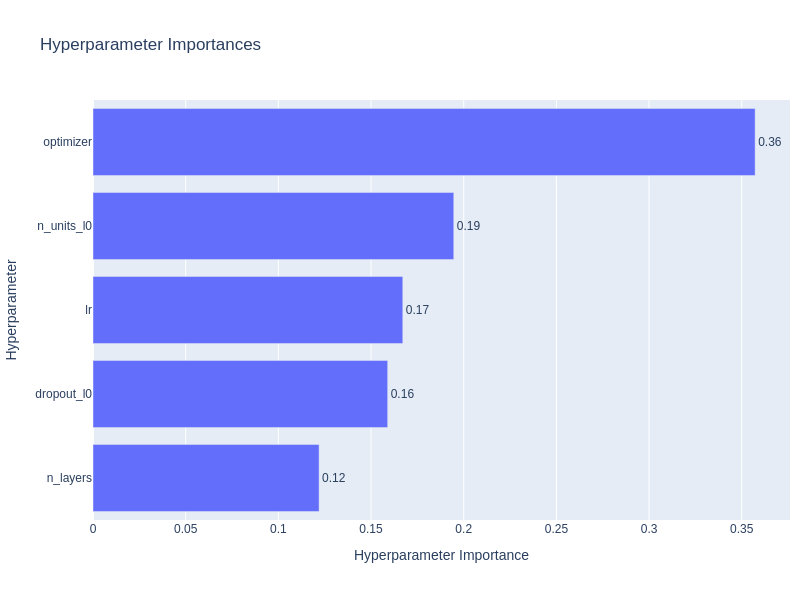 Hyperparameter Importances
optimizer
0.36
n_units_l0
0.19
lr
0.17
dropout_l0
0.16
n_layers
0.12
0
0.05
0.1
0.15
0.2
0.25
0.3
0.35
Hyperparameter Importance
Hyperparameter